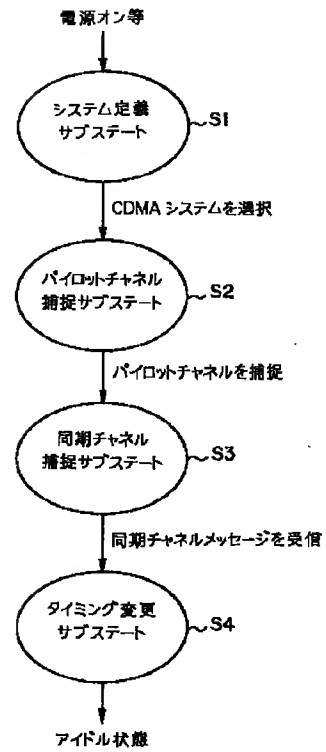 電源オン等
システム定義
サブステート
S1
CDMA システムを選択
パイロットチャネル
捕捉サブステート
S2
パイロットチャネルを捕捉
同期チャネル
捕捉サブステート
S3
同期チャネルメッセージを受信
タイミング変更
サブステート
S4
アイドル状態